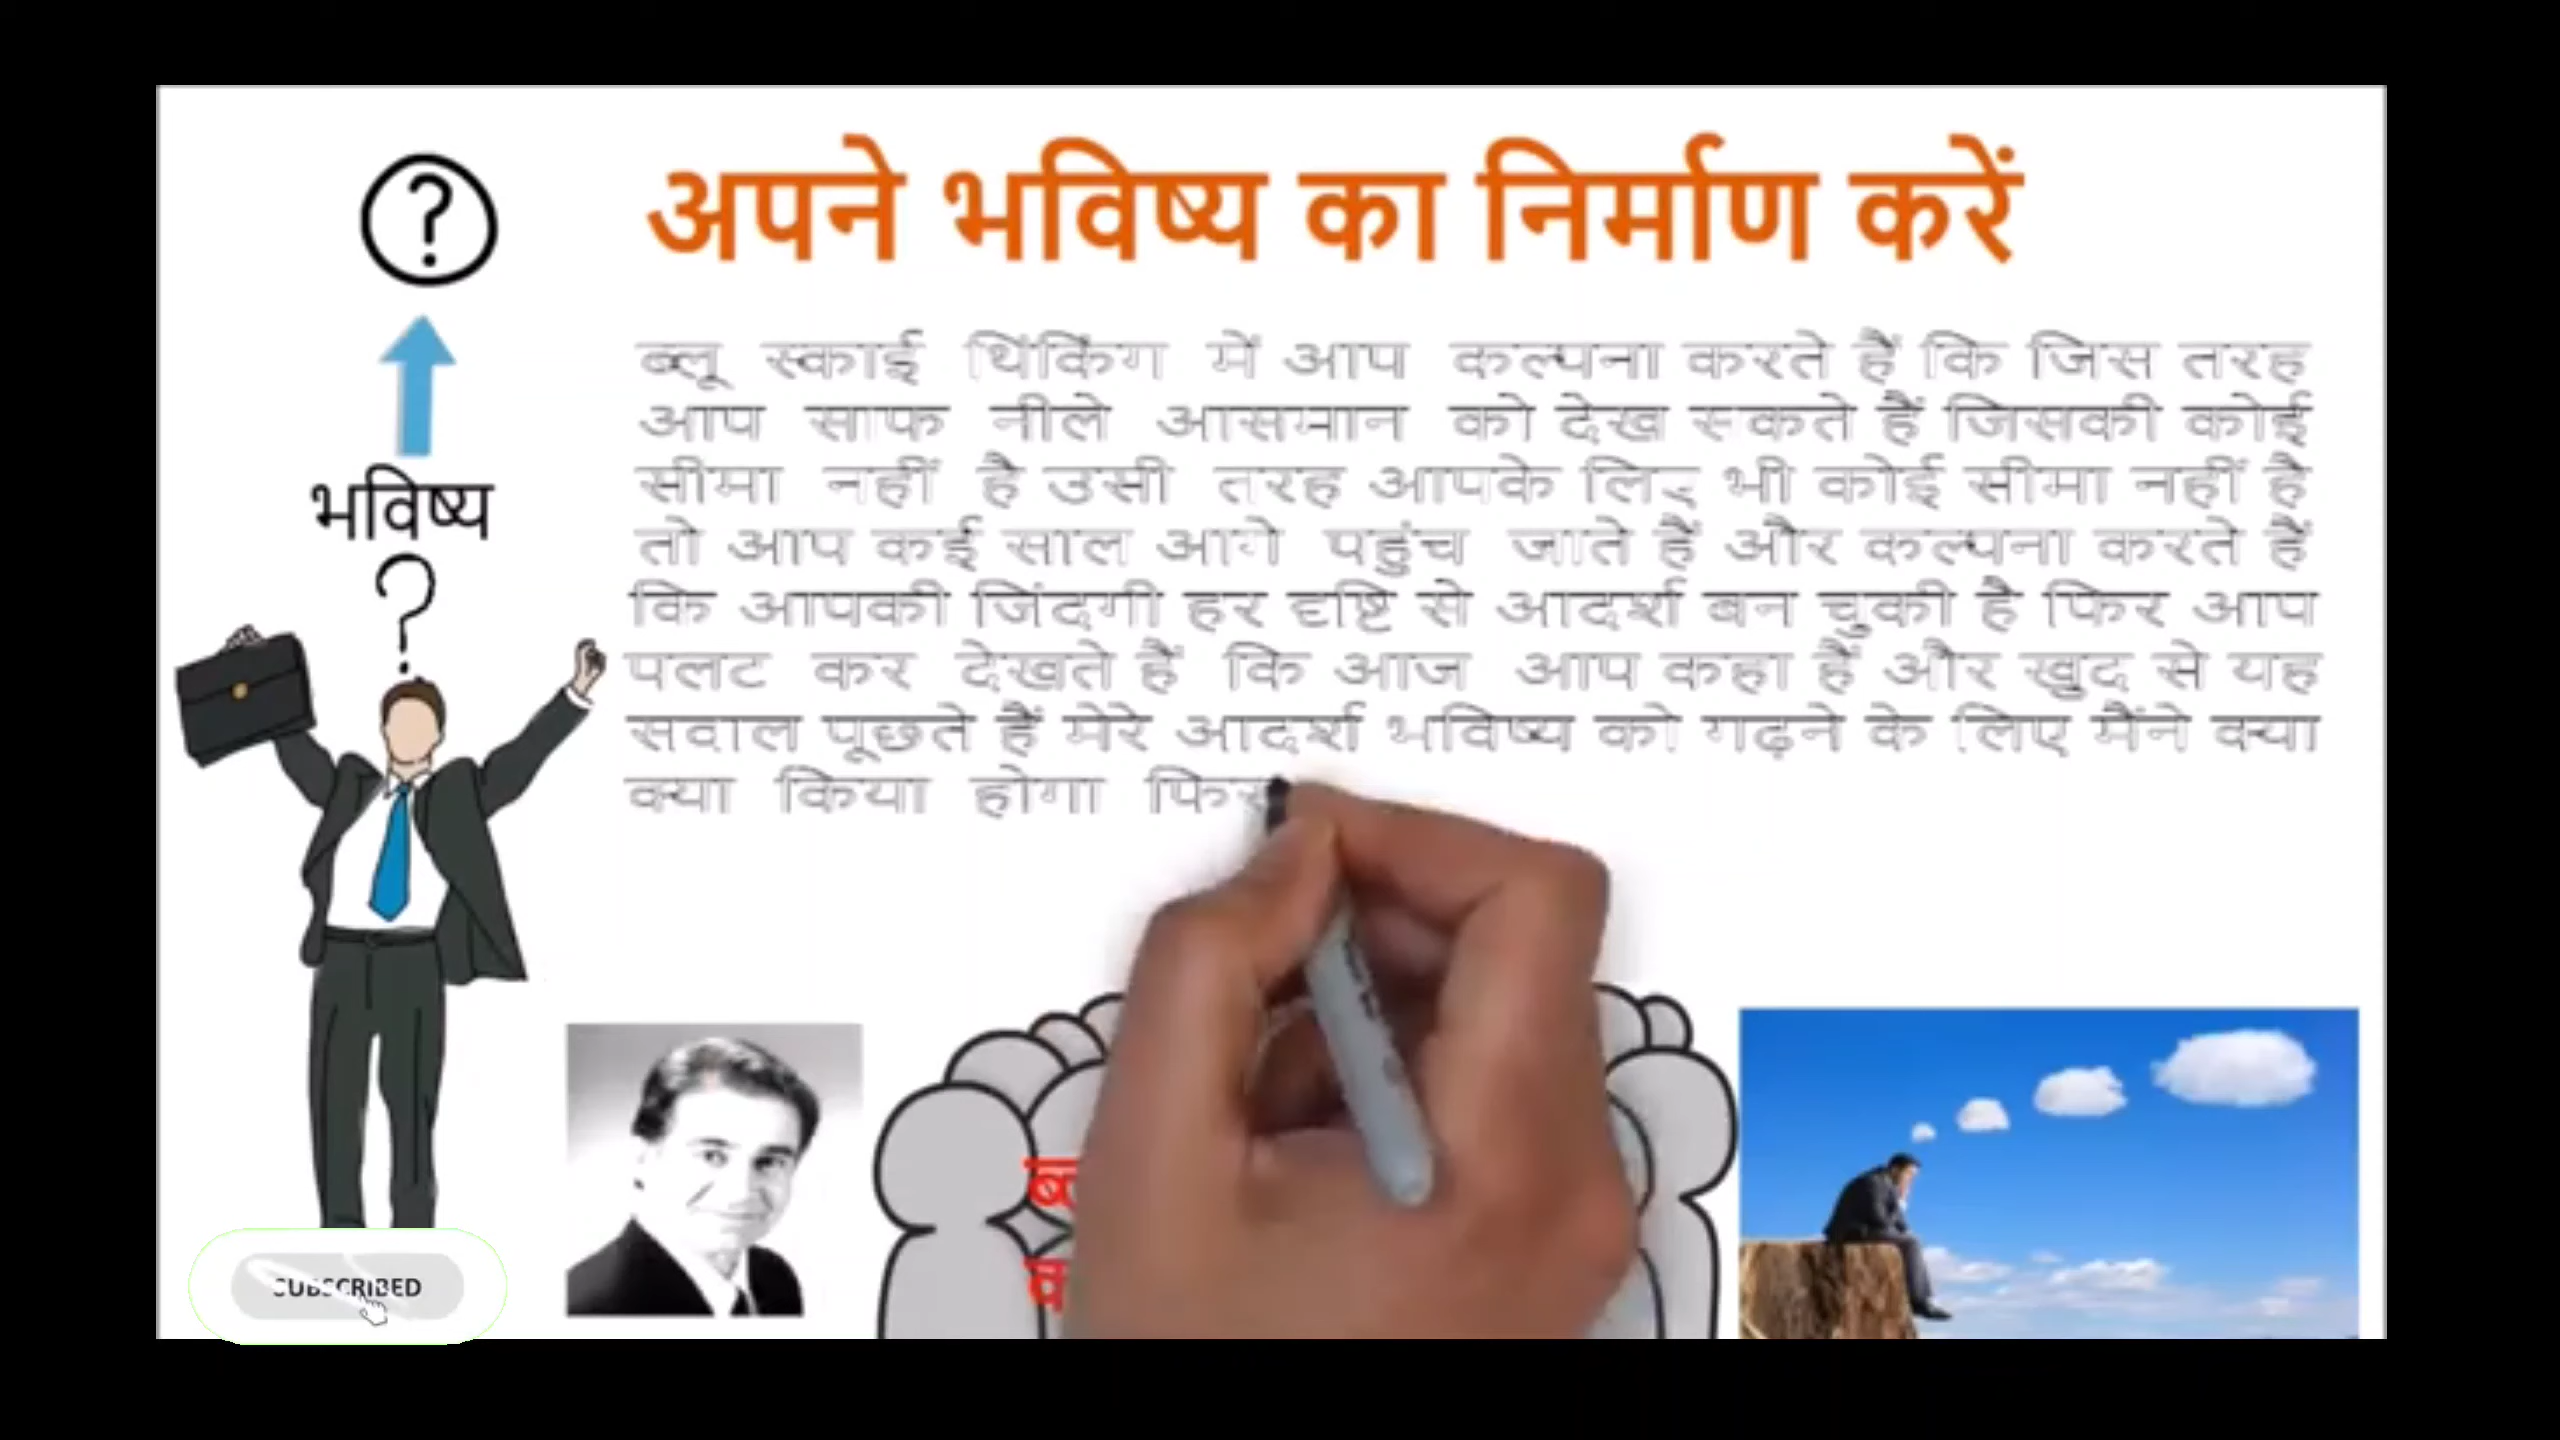 अपने भविष्य का निर्माण करें
ब्लू स्काई थिंकिंग में आप कल्पना करते हैं कि जिस तरह
आप साफ नीले आसमान को देख सकते हैं जिसकी कोई
सीमा नहीं है उसी तरह आपके लिए भी कोई सीमा नहीं है
तो आप कई साल आगे पहुंच जाते हैं और कल्पना करते हैं
कि आपकी जिंदगी हर दृष्टि से आदर्श बन चुकी है फिर आप
पलट कर देखते हैं कि आज आप कहा हैं और खुद से यह
सवाल पूछते हैं मेरे आदर्श भविष्य को गढ़ने के लिए मैंने क्या
क्या किया होगा फिर
?
भविष्य
?
SUBSCRIBED